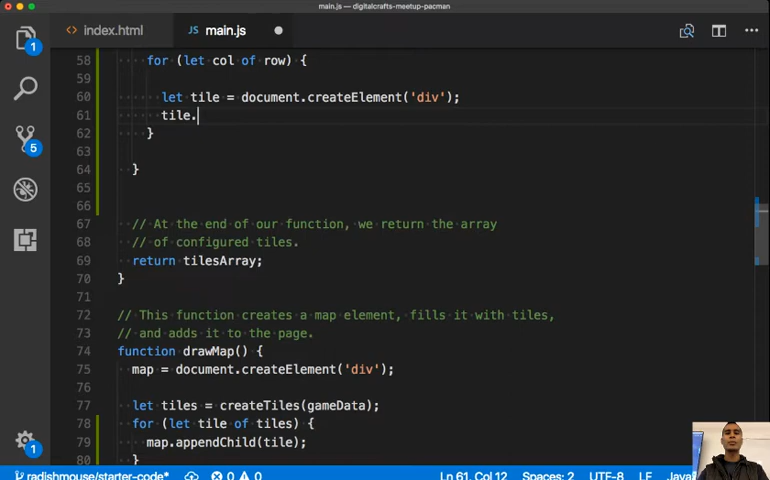 main.js — digitalcrafts-meetup-pacman
index.html
JS main.js
58 for (let col of row) {
59
60 let tile = document.createElement('div');
61 tile.
62 }
63
64 }
65
66
67 // At the end of our function, we return the array
68 // of configured tiles.
69 return tilesArray;
70 }
71
72 // This function creates a map element, fills it with tiles,
73 // and adds it to the page.
74 function drawMap() {
75 map = document.createElement('div');
76
77 let tiles = createTiles(gameData);
78 for (let tile of tiles) {
79 map.appendChild(tile);
80 }
1
5
1
radishmouse/starter-code* 0 0 Ln 61, Col 12 Spaces: 2 UTF-8 LF Java